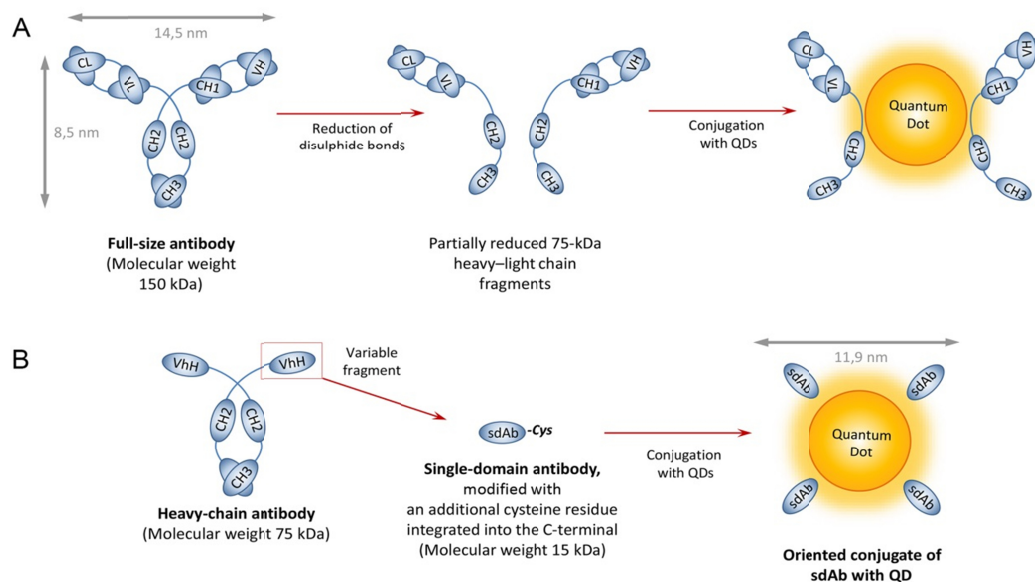 A
14,5 nm
8,5 nm
CL
VL
CH1
VH
CH2
CH2
CH3
Full-size antibody
(Molecular weight
150 kDa)
Reduction of
disulphide bonds
CL
VL
CH1
VH
CH2
CH2
CH3
CH3
Partially reduced 75-kDa
heavy–light chain
fragments
Conjugation
with QDs
CL
VL
CH2
CH3
Quantum
Dot
VH
CH1
CH2
CH3
B
VhH
VhH
CH2
CH2
CH3
Heavy-chain antibody
(Molecular weight 75 kDa)
Variable
fragment
sdAb -Cys
Single-domain antibody,
modified with
an additional cysteine residue
integrated into the C-terminal
(Molecular weight 15 kDa)
Conjugation
with QDs
11,9 nm
sdAb
sdAb
Quantum
Dot
sdAb
sdAb
Oriented conjugate of
sdAb with QD